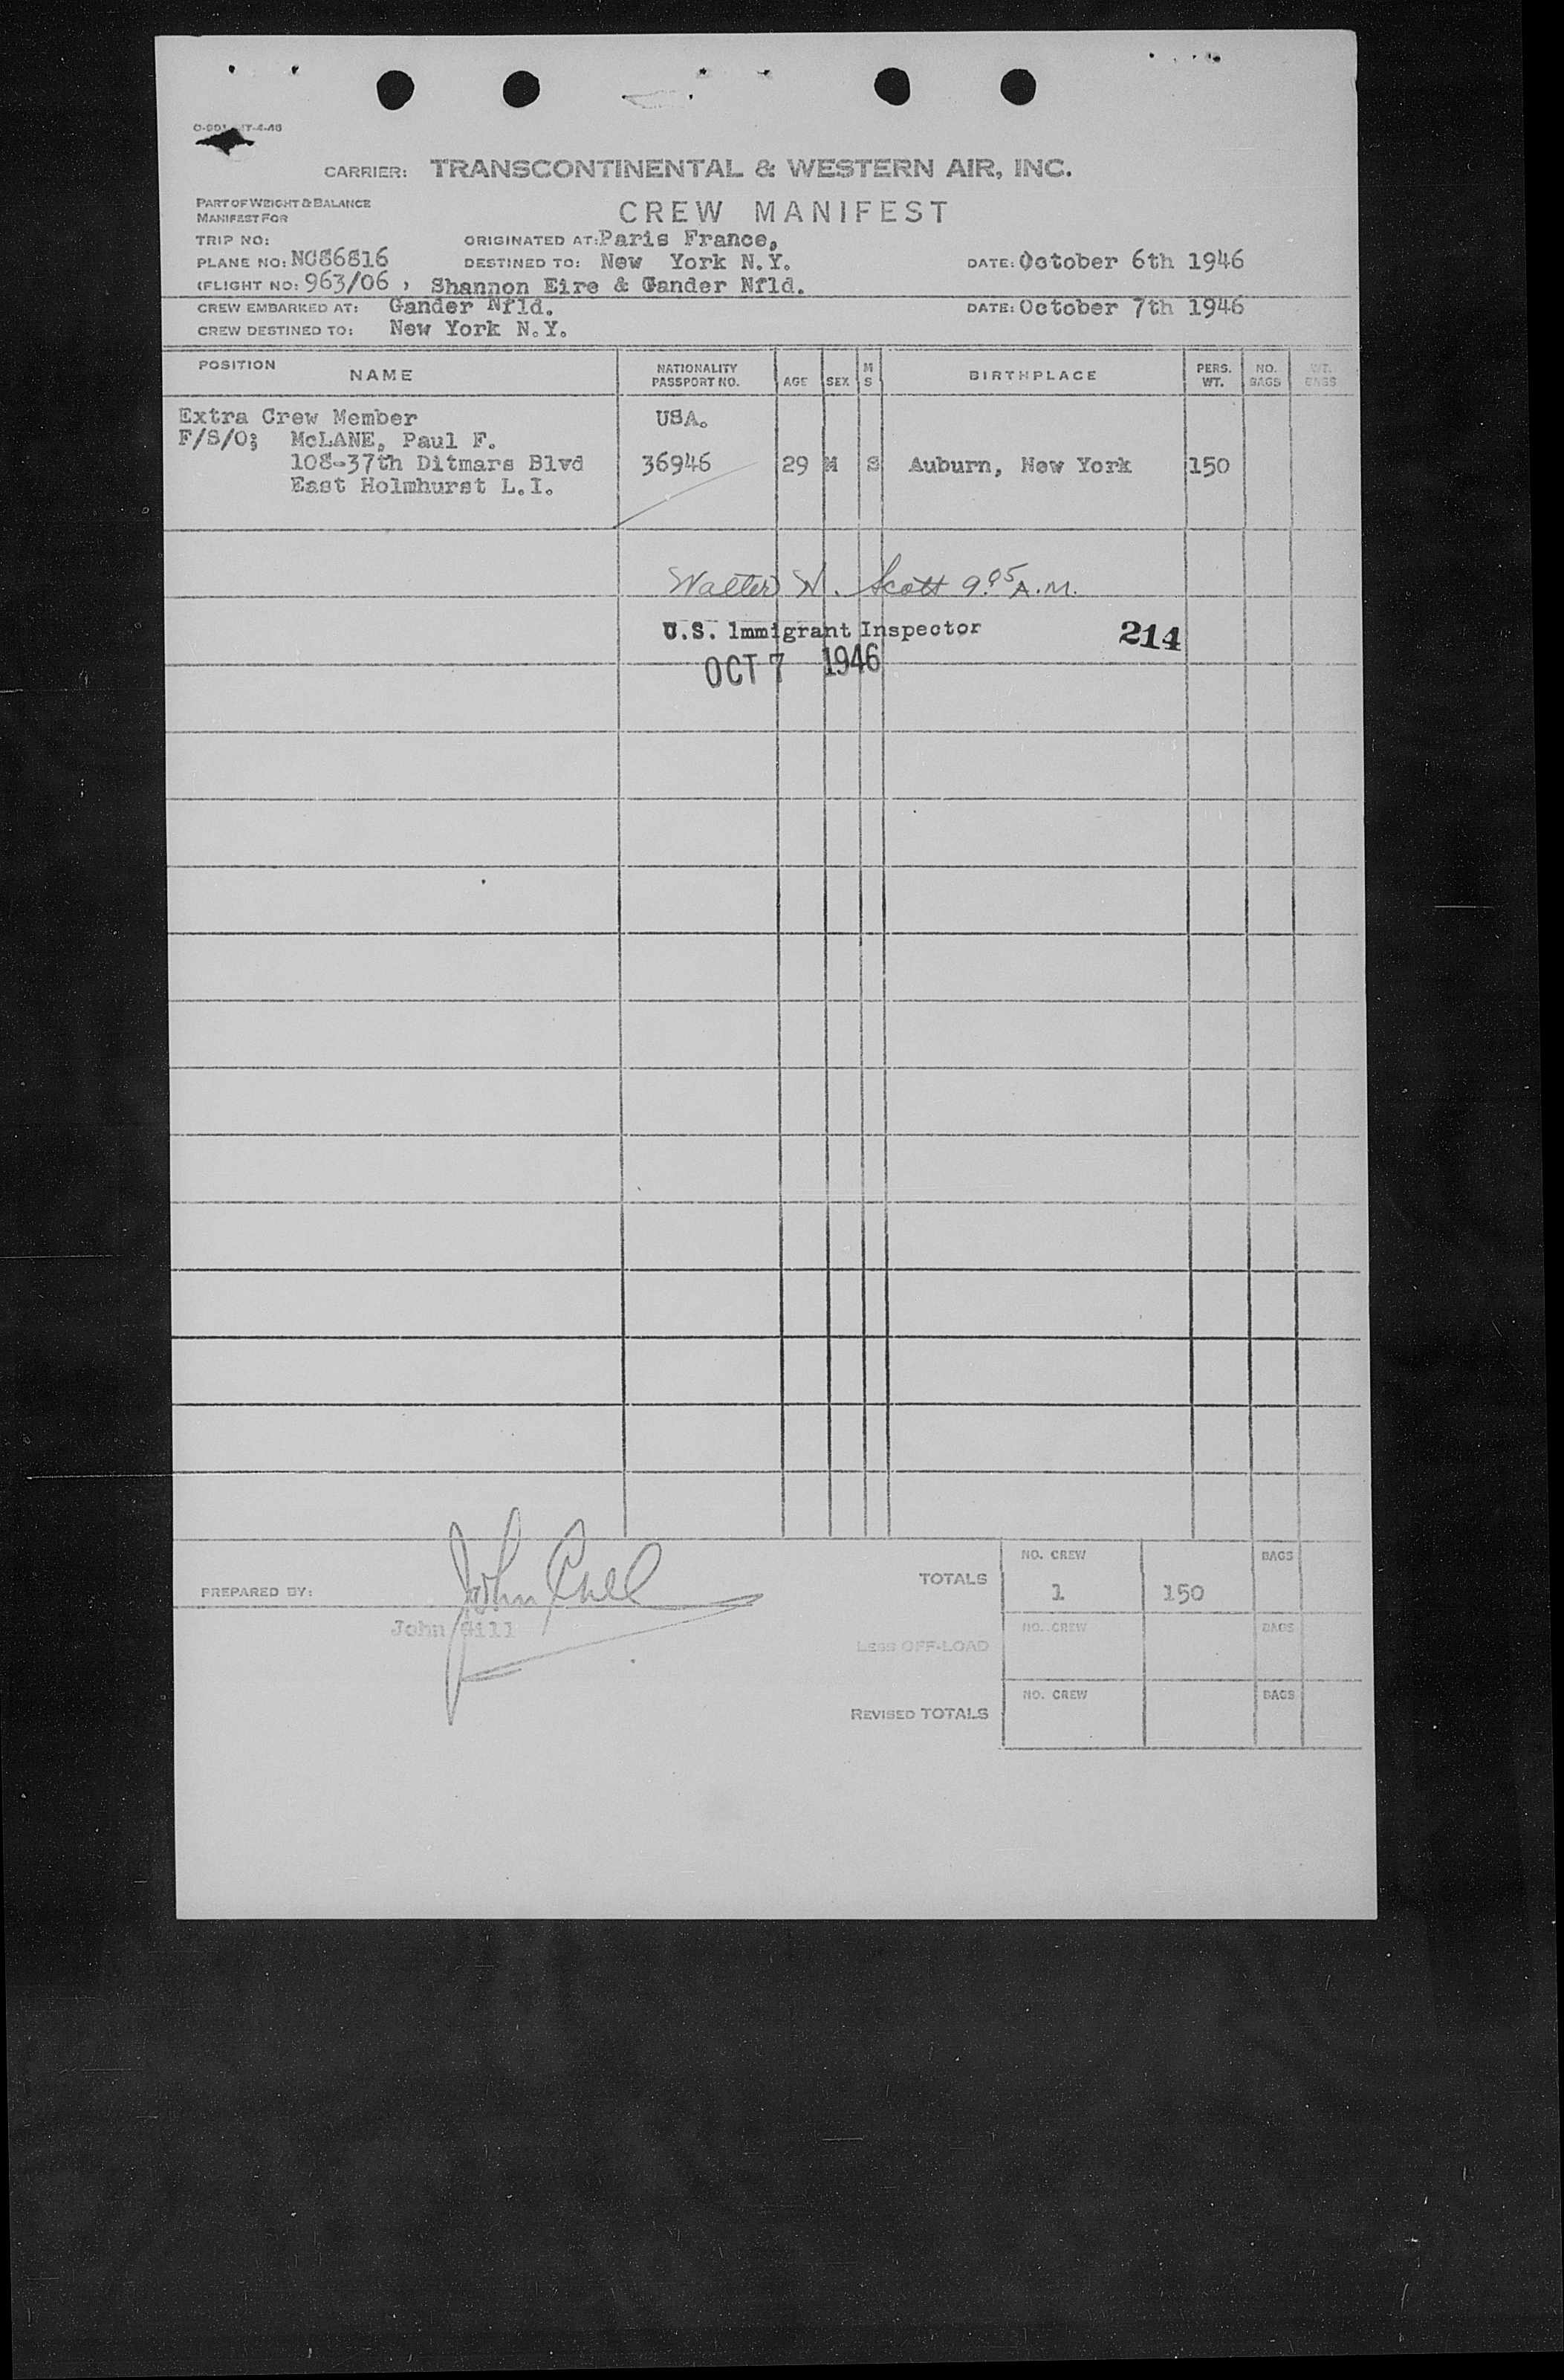 CARRIER: TRANSCONTINENTAL & WESTERN AIR, INC.
PART OF WEIGHT & BALANCE
MANIFEST FOR
CREW MANIFEST
TRIP NO: ORIGINATED AT: Paris France,
PLANE NO: NC86816 DESTINED TO: New York N.Y. DATE: October 6th 1946
(FLIGHT NO: 963/06 , Shannon Eire & Gander Nfld.
CREW EMBARKED AT: Gander Nfld. DATE: October 7th 1946
CREW DESTINED TO: New York N.Y.
POSITION NAME NATIONALITY PASSPORT NO. AGE SEX M S BIRTHPLACE PERS. WT. NO. BAGS WT. BAGS
Extra Crew Member USA.
F/S/O; McLANE, Paul F.
108-37th Ditmars Blvd 36946 29 M S Auburn, New York 150
East Holmhurst L.I.
Walter W. Scott 9:05 A.M.
U.S. Immigrant Inspector 214
OCT 7 1946
NO. CREW BAGS
TOTALS
PREPARED BY: John Gill 1 150
John Gill
NO. CREW BAGS
LESS OFF-LOAD
NO. CREW BAGS
REVISED TOTALS